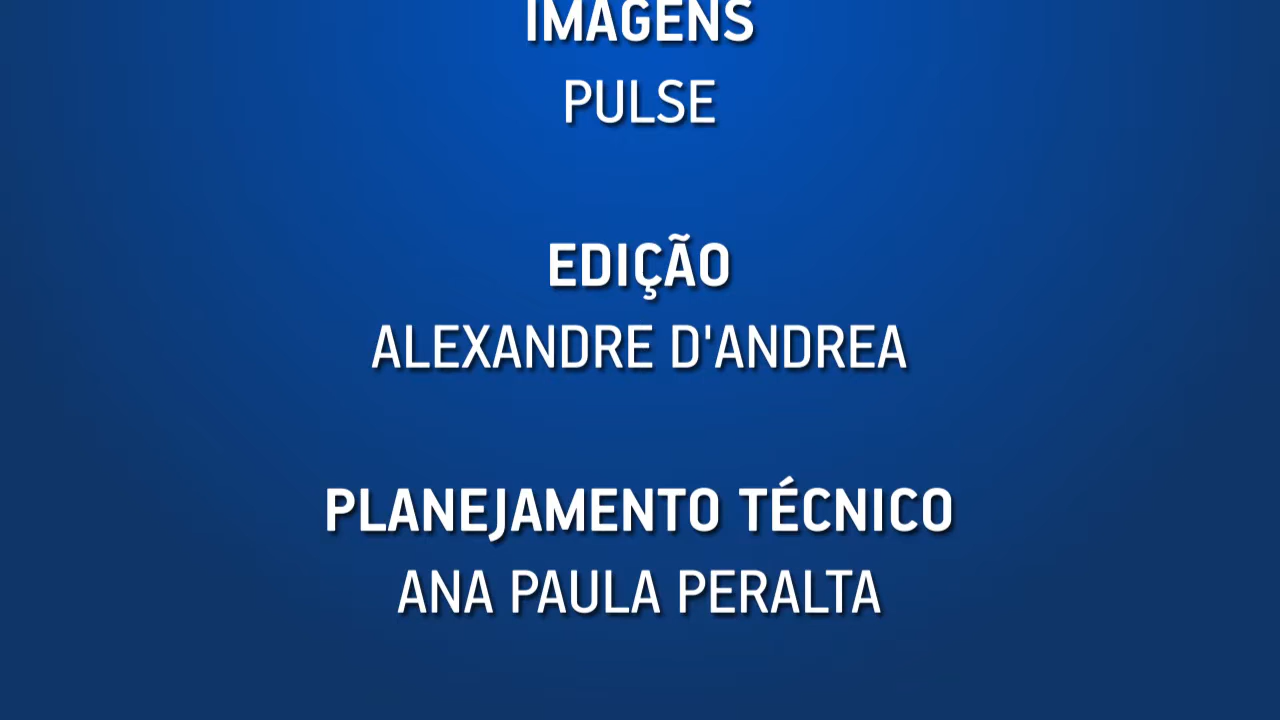 IMAGENS
PULSE
EDIÇÃO
ALEXANDRE D'ANDREA
PLANEJAMENTO TÉCNICO
ANA PAULA PERALTA